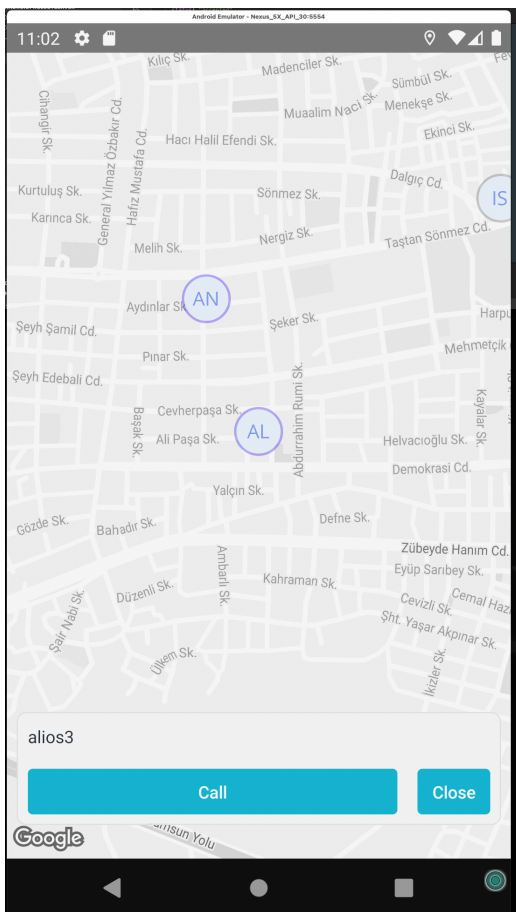 Android Emulator - Nexus_5X_API_30:5554
11:02
Kılıç Sk.
Madenciler Sk.
Sümbül Sk.
Cihangir Sk.
General Yılmaz Özbakır Cd.
Muaalim Naci Sk.
Menekşe Sk.
Ekinci Sk.
Hafız Mustafa Cd.
Hacı Halil Efendi Sk.
Dalgıç Cd.
Kurtuluş Sk.
Sönmez Sk.
IS
Karınca Sk.
Nergiz Sk.
Taştan Sönmez Cd.
Melih Sk.
AN
Aydınlar Sk
Şeker Sk.
Harpu
Şeyh Şamil Cd.
Mehmetçik
Pınar Sk.
Şeyh Edebali Cd.
Abdurrahim Rumi Sk.
Kayalar Sk.
Başak Sk.
Cevherpaşa Sk.
AL
Ali Paşa Sk.
Helvacıoğlu Sk.
Demokrasi Cd.
Yalçın Sk.
Gözde Sk.
Bahadır Sk.
Defne Sk.
Zübeyde Hanım Cd.
Ambarlı Sk.
Eyüp Sarıbey Sk.
Kahraman Sk.
Düzenli Sk.
Cevizli Sk.
Cemal Haz
Şair Nabi Sk.
Şht. Yaşar Akpınar Sk.
Ülkem Sk.
İkizler Sk.
alios3
Call
Close
Google
amsun Yolu